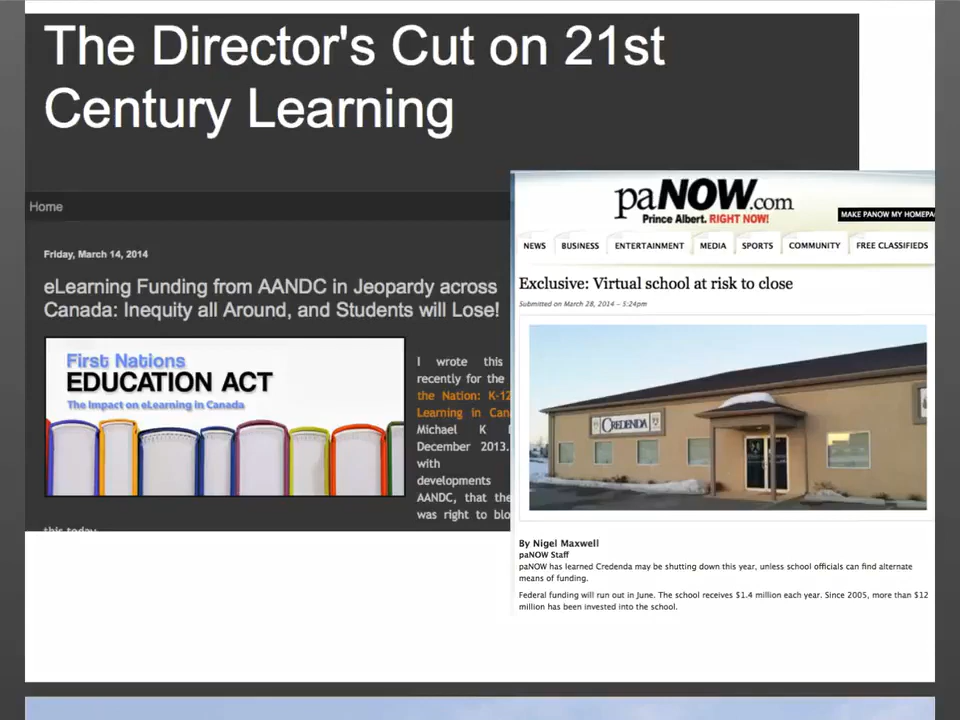 The Director's Cut on 21st
Century Learning
Home
Friday, March 14, 2014
eLearning Funding from AANDC in Jeopardy across
Canada: Inequity all Around, and Students will Lose!
First Nations
EDUCATION ACT
The Impact on eLearning in Canada
I wrote this
recently for the
the Nation: K-12
Learning in
Michael K
December 2013.
with
developments
AANDC, that
was right to
this today
paNOW.com
Prince Albert. RIGHT NOW!
MAKE PANOW MY
NEWS
BUSINESS
ENTERTAINMENT
MEDIA
SPORTS
COMMUNITY
FREE CLASSIFIEDS
Exclusive: Virtual school at risk to close
Submitted on March 28, 2014 – 5:24pm
CREDENDA
By Nigel Maxwell
paNOW Staff
paNOW has learned Credenda may be shutting down this year, unless school officials can find alternate
means of funding.
Federal funding will run out in June. The school receives $1.4 million each year. Since 2005, more than $12
million has been invested into the school.